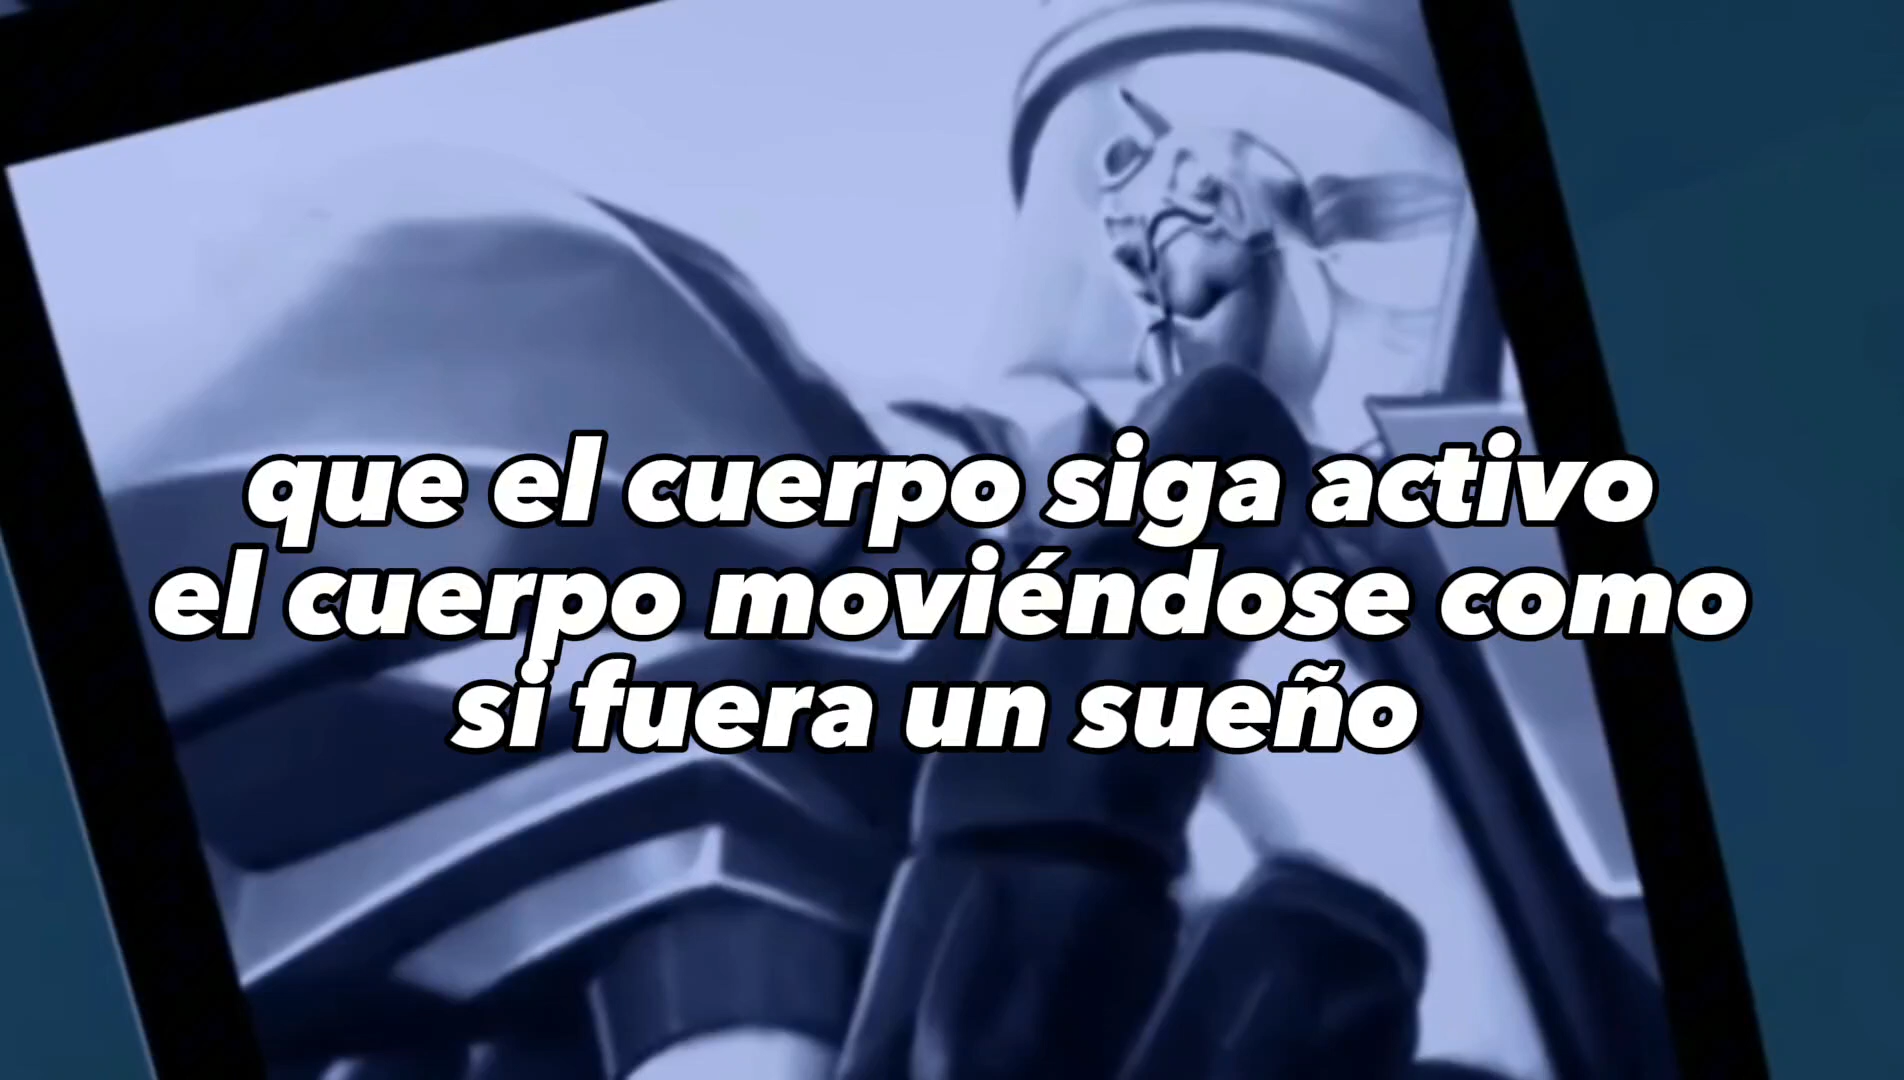 que el cuerpo siga activo
el cuerpo moviéndose como
si fuera un sueño